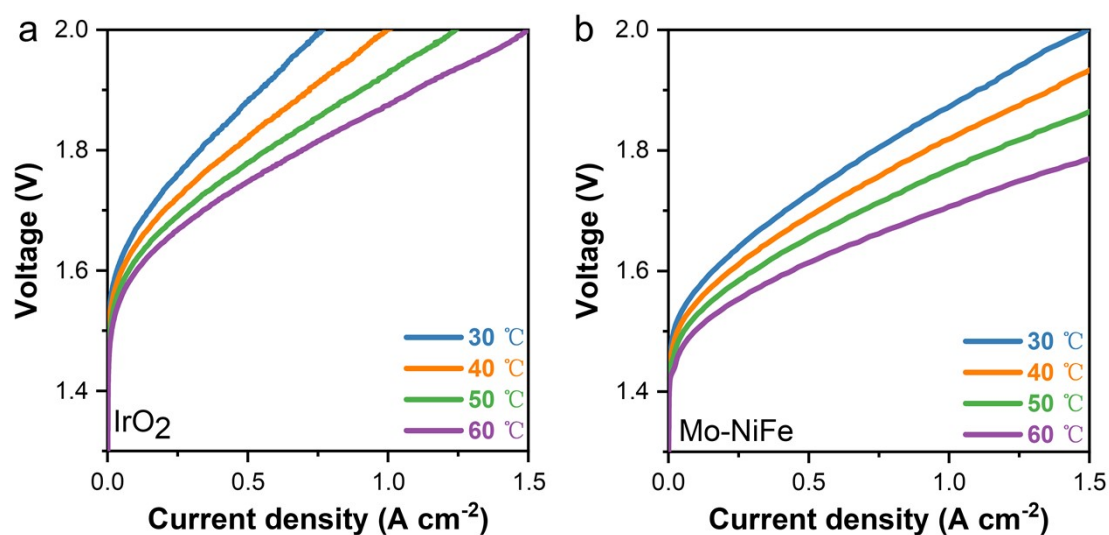 a
2.0
1.8
1.6
1.4
Voltage (V)
30 ℃
40 ℃
50 ℃
60 ℃
IrO₂
0.0 0.5 1.0 1.5
Current density (A cm⁻²)
b
2.0
1.8
1.6
1.4
Voltage (V)
30 ℃
40 ℃
50 ℃
60 ℃
Mo-NiFe
0.0 0.5 1.0 1.5
Current density (A cm⁻²)